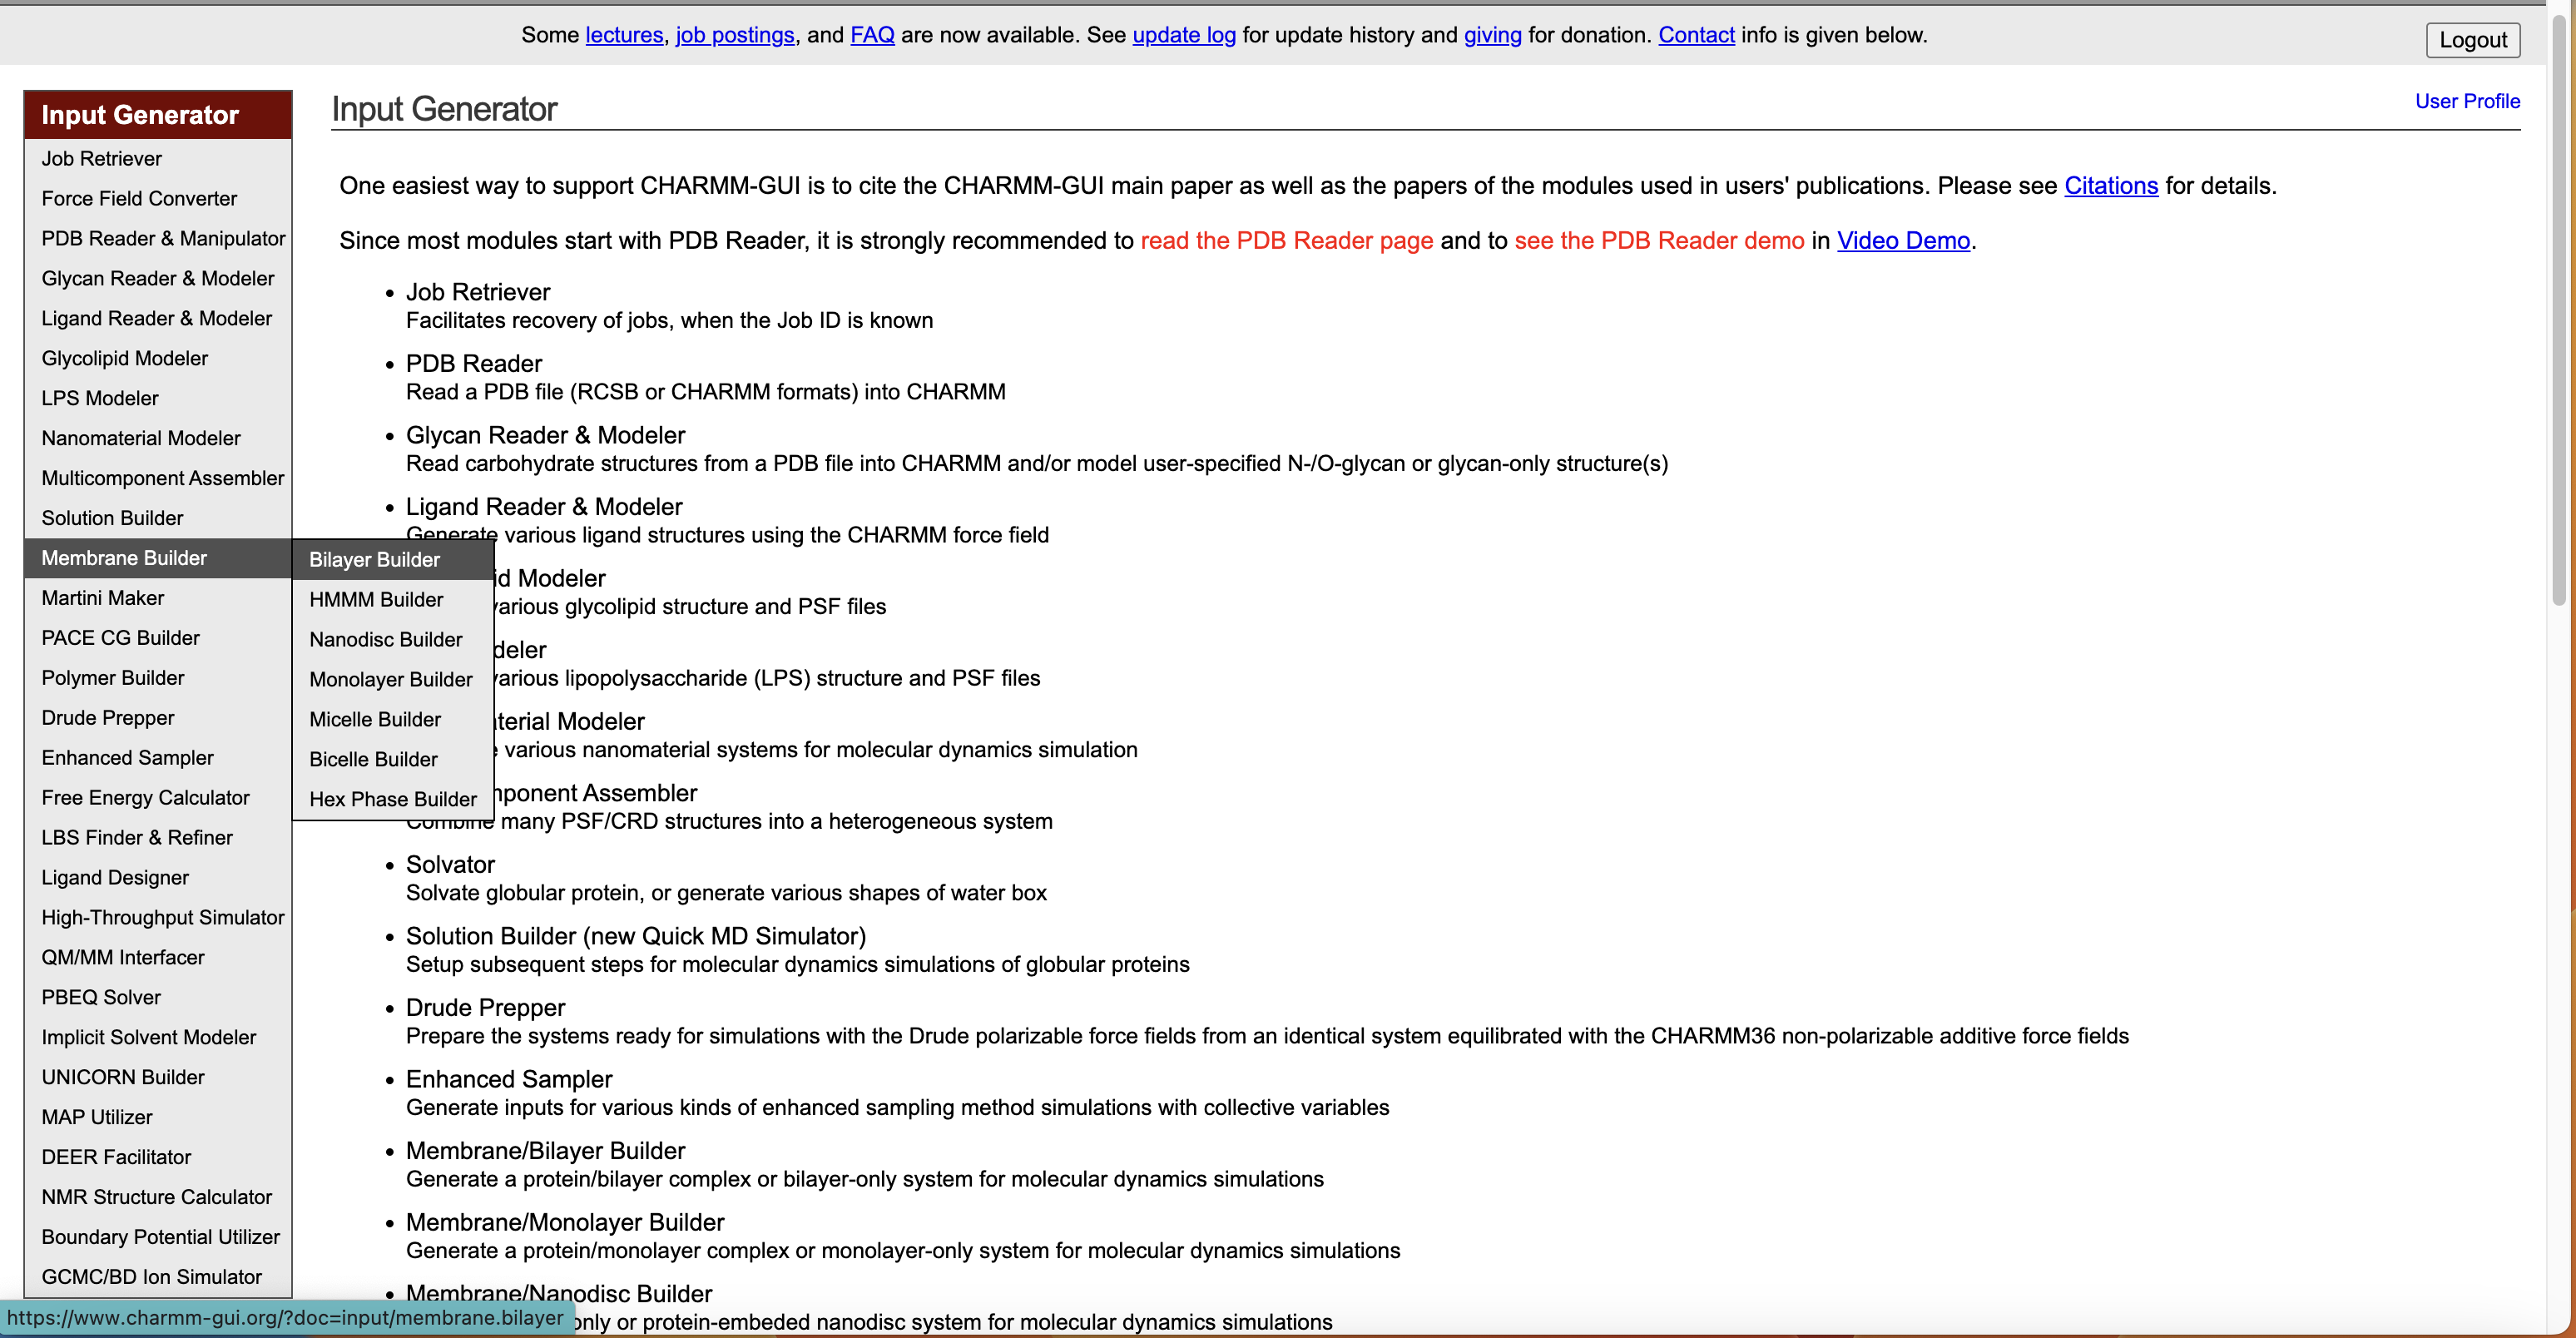 Some lectures, job postings, and FAQ are now available. See update log for update history and giving for donation. Contact info is given below.
Logout
Input Generator
Job Retriever
Force Field Converter
PDB Reader & Manipulator
Glycan Reader & Modeler
Ligand Reader & Modeler
Glycolipid Modeler
LPS Modeler
Nanomaterial Modeler
Multicomponent Assembler
Solution Builder
Membrane Builder
Martini Maker
PACE CG Builder
Polymer Builder
Drude Prepper
Enhanced Sampler
Free Energy Calculator
LBS Finder & Refiner
Ligand Designer
High-Throughput Simulator
QM/MM Interfacer
PBEQ Solver
Implicit Solvent Modeler
UNICORN Builder
MAP Utilizer
DEER Facilitator
NMR Structure Calculator
Boundary Potential Utilizer
GCMC/BD Ion Simulator
Bilayer Builder
HMMM Builder
Nanodisc Builder
Monolayer Builder
Micelle Builder
Bicelle Builder
Hex Phase Builder
Input Generator
User Profile
One easiest way to support CHARMM-GUI is to cite the CHARMM-GUI main paper as well as the papers of the modules used in users' publications. Please see Citations for details.
Since most modules start with PDB Reader, it is strongly recommended to read the PDB Reader page and to see the PDB Reader demo in Video Demo.
• Job Retriever
Facilitates recovery of jobs, when the Job ID is known
• PDB Reader
Read a PDB file (RCSB or CHARMM formats) into CHARMM
• Glycan Reader & Modeler
Read carbohydrate structures from a PDB file into CHARMM and/or model user-specified N-/O-glycan or glycan-only structure(s)
• Ligand Reader & Modeler
Generate various ligand structures using the CHARMM force field
id Modeler
various glycolipid structure and PSF files
deler
various lipopolysaccharide (LPS) structure and PSF files
terial Modeler
various nanomaterial systems for molecular dynamics simulation
ponent Assembler
Combine many PSF/CRD structures into a heterogeneous system
• Solvator
Solvate globular protein, or generate various shapes of water box
• Solution Builder (new Quick MD Simulator)
Setup subsequent steps for molecular dynamics simulations of globular proteins
• Drude Prepper
Prepare the systems ready for simulations with the Drude polarizable force fields from an identical system equilibrated with the CHARMM36 non-polarizable additive force fields
• Enhanced Sampler
Generate inputs for various kinds of enhanced sampling method simulations with collective variables
• Membrane/Bilayer Builder
Generate a protein/bilayer complex or bilayer-only system for molecular dynamics simulations
• Membrane/Monolayer Builder
Generate a protein/monolayer complex or monolayer-only system for molecular dynamics simulations
• Membrane/Nanodisc Builder
only or protein-embeded nanodisc system for molecular dynamics simulations
https://www.charmm-gui.org/?doc=input/membrane.bilayer